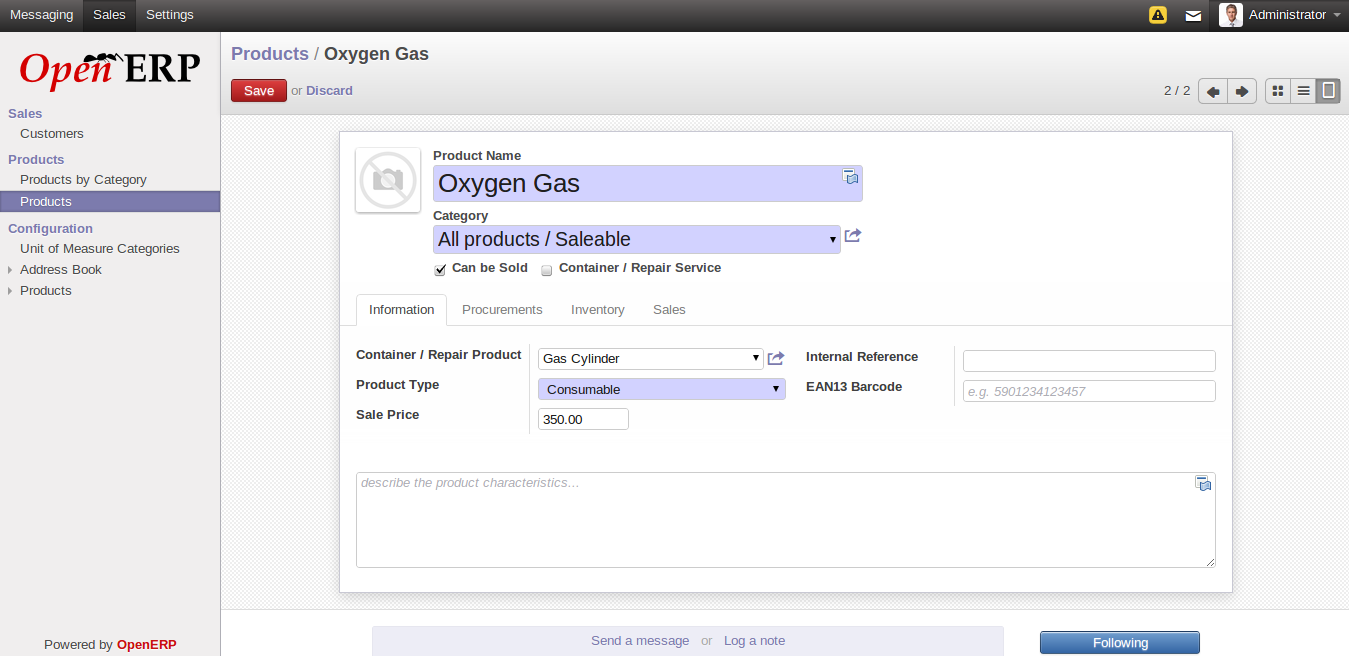 Messaging Sales Settings Administrator
OpenERP
Sales
Customers
Products
Products by Category
Products
Configuration
Unit of Measure Categories
Address Book
Products
Powered by OpenERP
Products / Oxygen Gas
Save or Discard
2 / 2
Product Name
Oxygen Gas
Category
All products / Saleable
Can be Sold Container / Repair Service
Information Procurements Inventory Sales
Container / Repair Product Gas Cylinder
Product Type Consumable
Sale Price 350.00
Internal Reference
EAN13 Barcode e.g. 5901234123457
describe the product characteristics...
Send a message or Log a note
Following